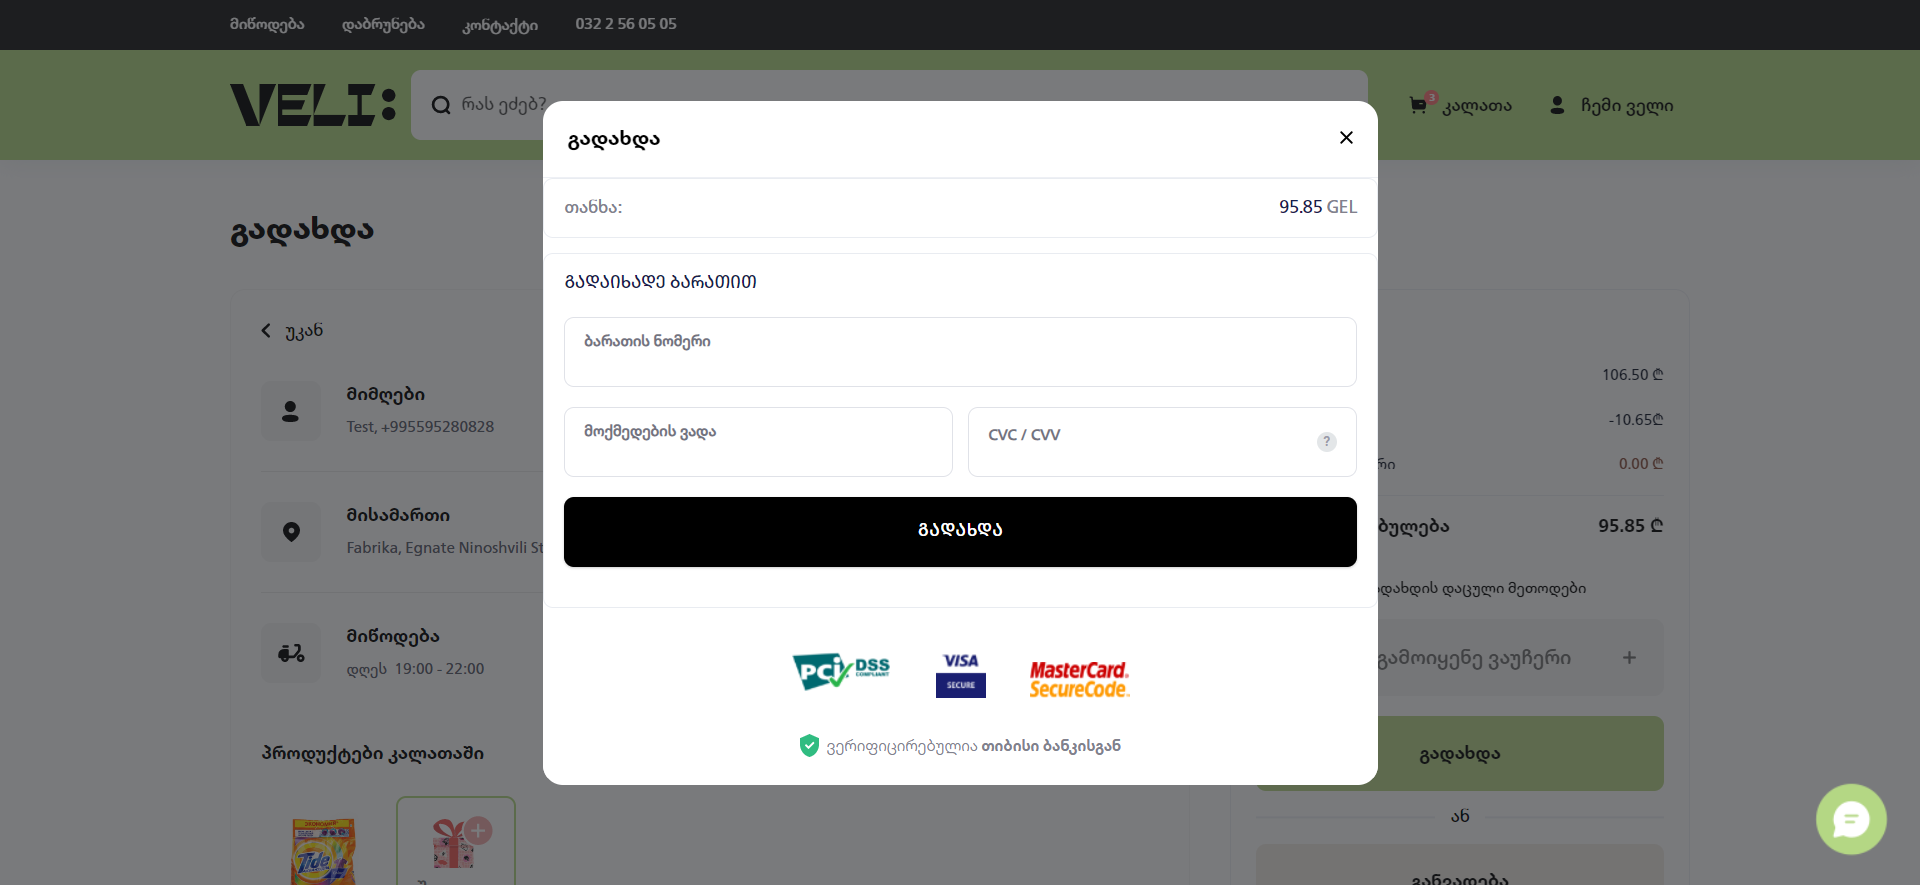 მიწოდება დაბრუნება კონტაქტი 032 2 56 05 05
VELI:
რას ეძებ?
3
კალათა
ჩემი ველი
გადახდა
უკან
მიმღები
Test, +995595280828
მისამართი
Fabrika, Egnate Ninoshvili St
მიწოდება
დღეს 19:00 - 22:00
პროდუქტები კალათაში
Tide
გადახდა
თანხა: 95.85 GEL
ᲒᲐᲓᲐᲘᲮᲐᲓᲔ ᲑᲐᲠᲐᲗᲘᲗ
ბარათის ნომერი
მოქმედების ვადა
CVC / CVV
?
ᲒᲐᲓᲐᲮᲓᲐ
PCI DSS
COMPLIANT
VISA
SECURE
MasterCard.
SecureCode.
ვერიფიცირებულია თიბისი ბანკისგან
106.50 ₾
-10.65₾
რი 0.00 ₾
ბულება 95.85 ₾
დახდის დაცული მეთოდები
გამოიყენე ვაუჩერი +
გადახდა
ან
განვადება